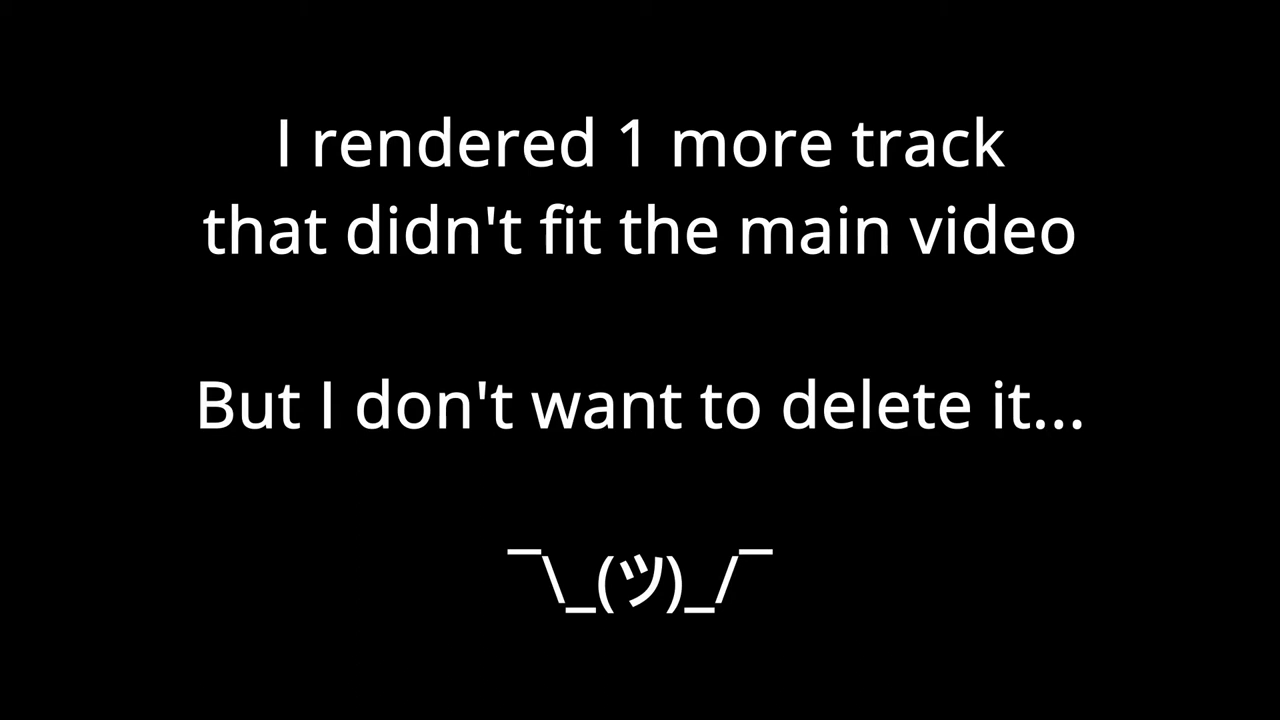 I rendered 1 more track
that didn't fit the main video
But I don't want to delete it...
¯\_(ツ)_/¯